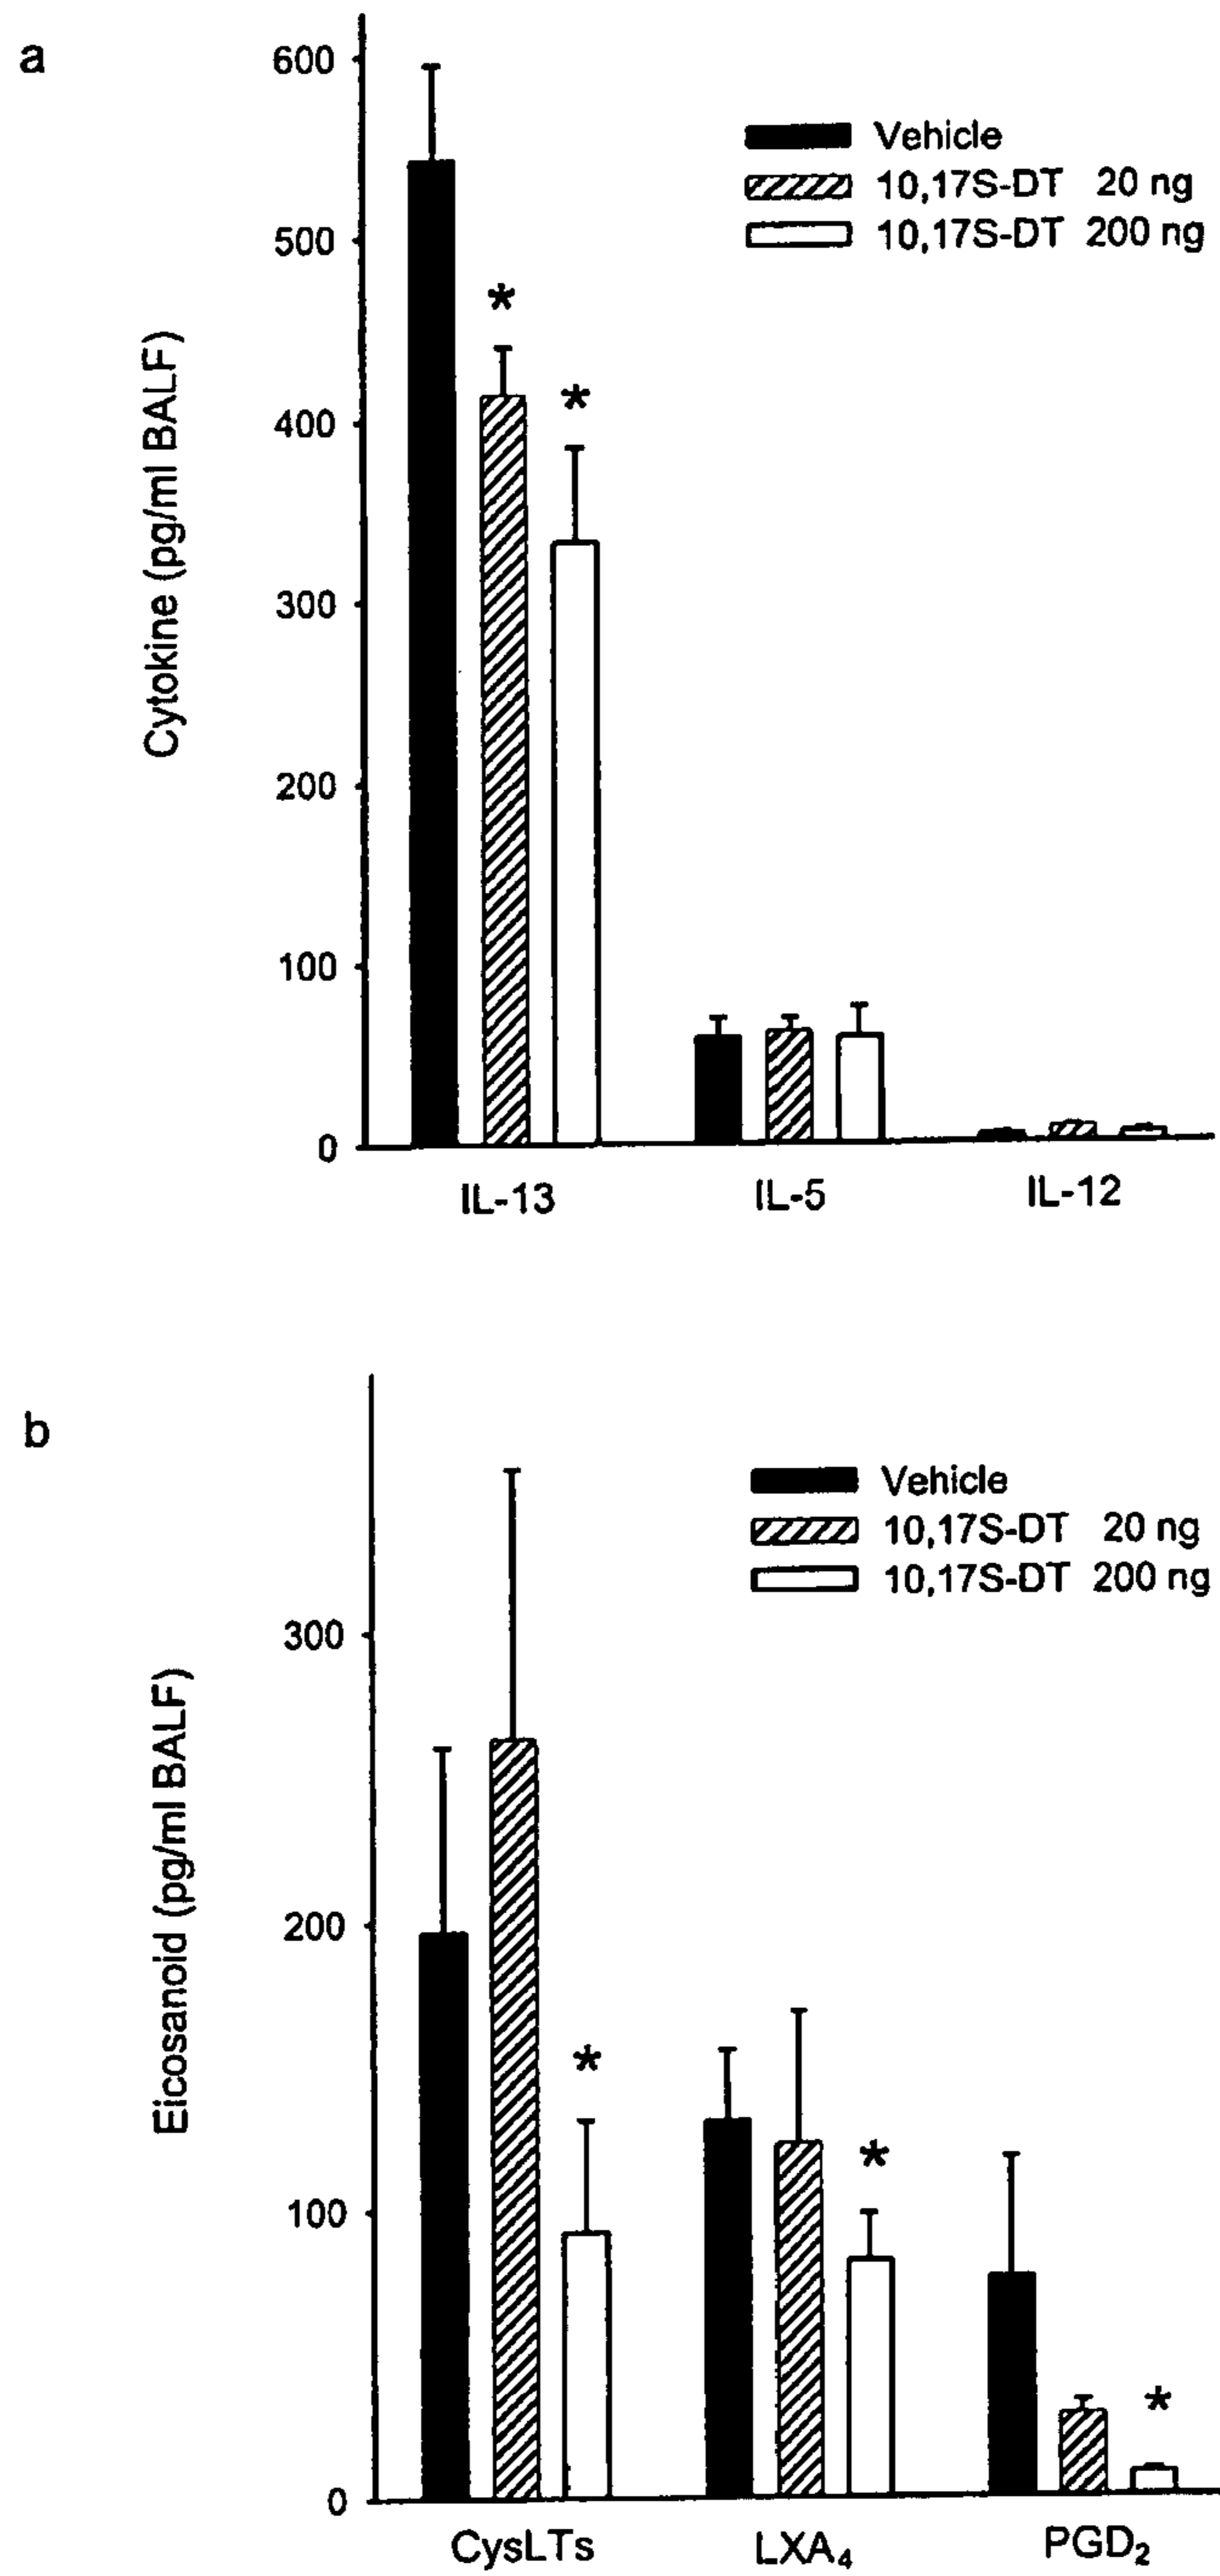 a
600
500
400
300
200
100
0
Cytokine (pg/ml BALF)
Vehicle
10,17S-DT 20 ng
10,17S-DT 200 ng
*
*
IL-13
IL-5
IL-12
b
300
200
100
0
Eicosanoid (pg/ml BALF)
Vehicle
10,17S-DT 20 ng
10,17S-DT 200 ng
*
*
*
CysLTs
LXA₄
PGD₂